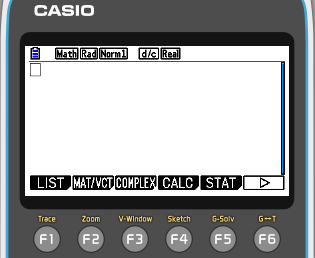 CASIO
Math Rad Norm1 d/c Real
LIST MAT/VCT COMPLEX CALC STAT ▷
Trace Zoom V-Window Sketch G-Solv G↔T
F1 F2 F3 F4 F5 F6